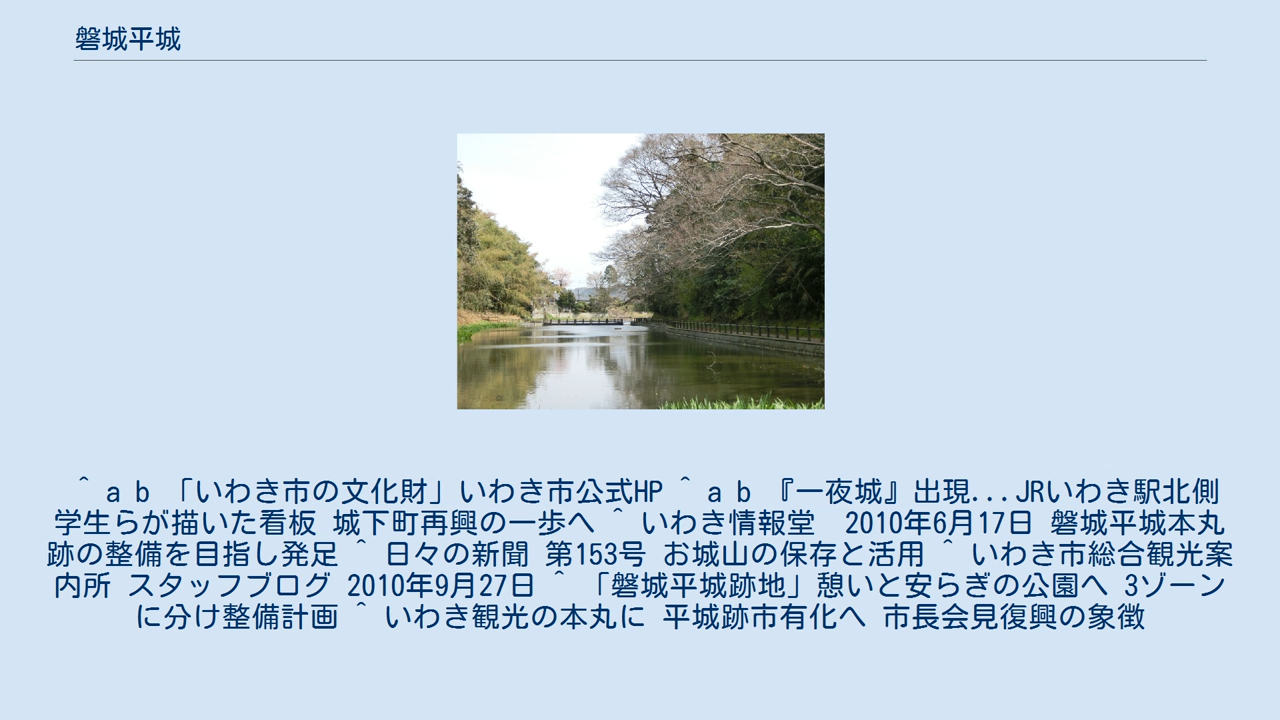 磐城平城
^ a b 「いわき市の文化財」いわき市公式HP ^ a b 『一夜城』出現...JRいわき駅北側
学生らが描いた看板 城下町再興の一歩へ ^ いわき情報堂　2010年6月17日 磐城平城本丸
跡の整備を目指し発足 ^ 日々の新聞 第153号 お城山の保存と活用 ^ いわき市総合観光案
内所 スタッフブログ 2010年9月27日 ^ 「磐城平城跡地」憩いと安らぎの公園へ 3ゾーン
に分け整備計画 ^ いわき観光の本丸に 平城跡市有化へ 市長会見復興の象徴